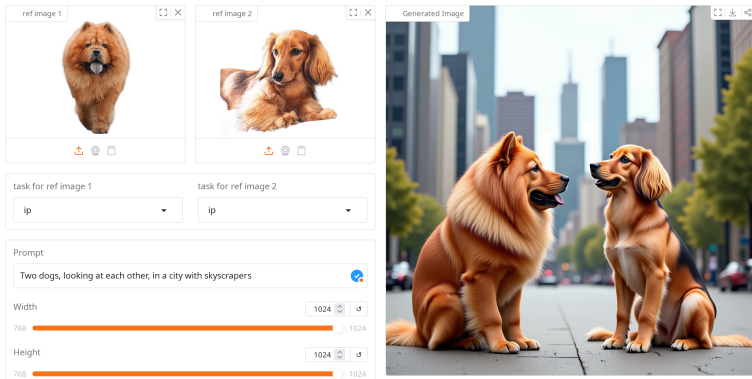 ref image 1
ref image 2
Generated Image
task for ref image 1
task for ref image 2
ip
ip
Prompt
Two dogs, looking at each other, in a city with skyscrapers
Width
1024
768
1024
Height
1024
768
1024